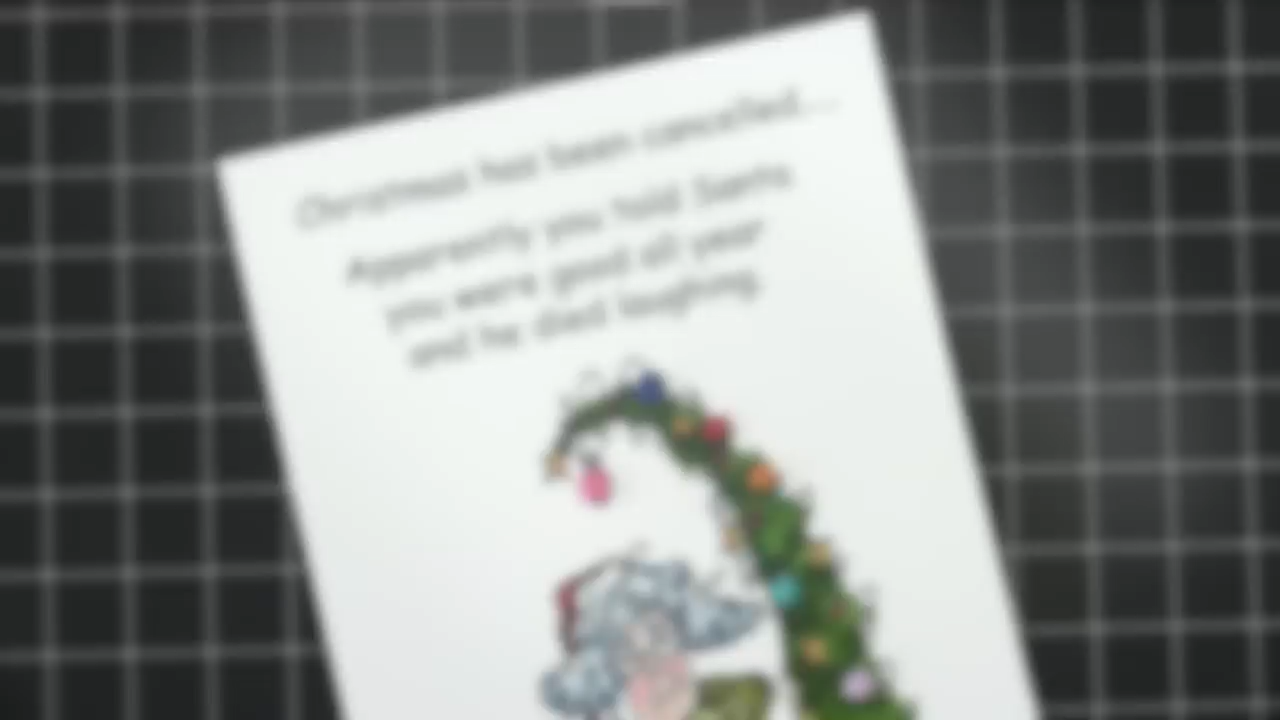 Christmas has been cancelled...
Apparently you told Santa
you were good all year
and he died laughing.